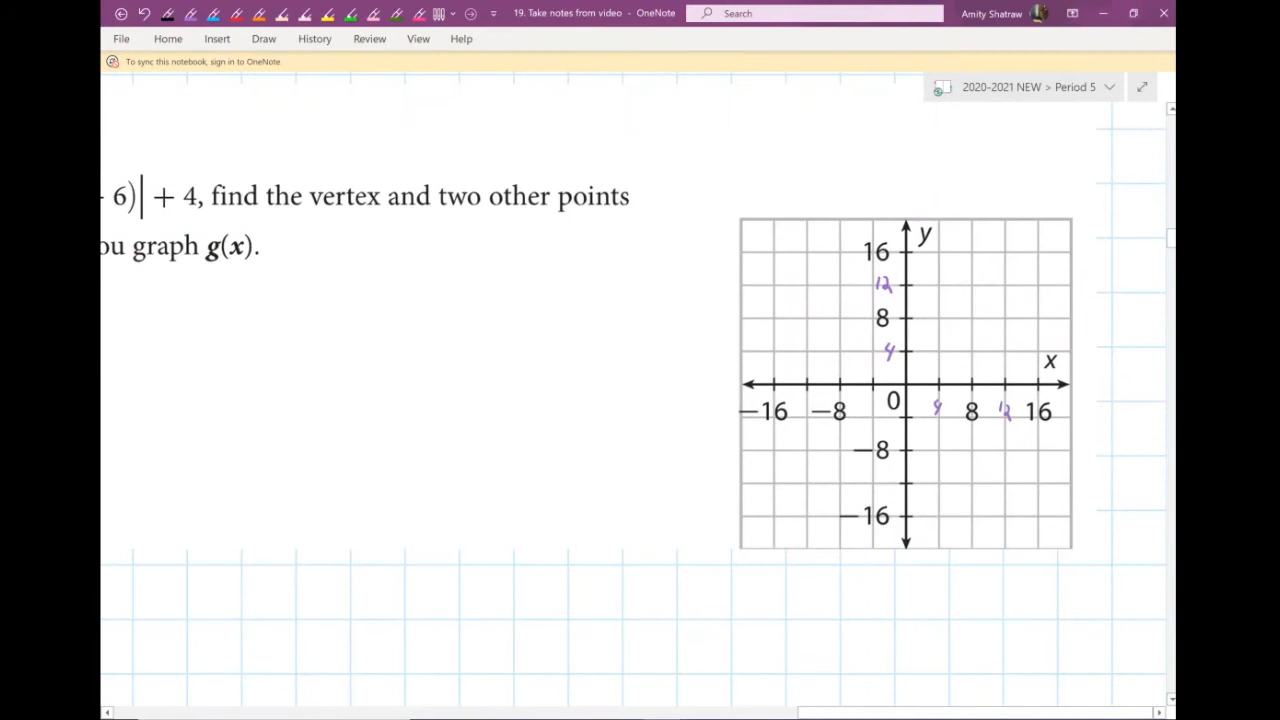 19. Take notes from video - OneNote
Search
Amity Shatraw
File Home Insert Draw History Review View Help
To sync this notebook, sign in to OneNote.
2020-2021 NEW > Period 5
6)| + 4, find the vertex and two other points
ou graph g(x).
y
16
12
8
4
x
0
−16 −8 4 8 12 16
−8
−16